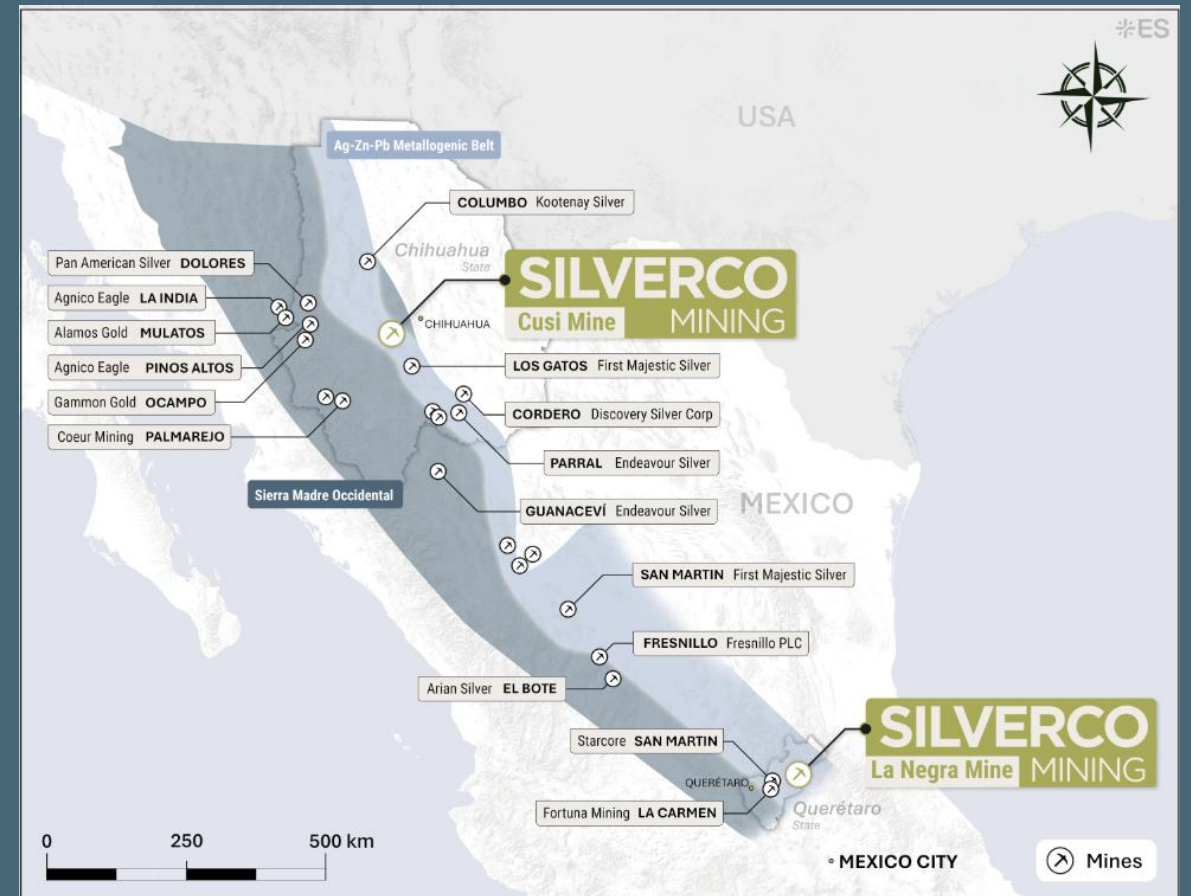 ES
USA
Ag-Zn-Pb Metallogenic Belt
COLUMBO Kootenay Silver
Chihuahua
State
Pan American Silver DOLORES
SILVERCO
Cusi Mine MINING
Agnico Eagle LA INDIA
Alamos Gold MULATOS
CHIHUAHUA
Agnico Eagle PINOS ALTOS
LOS GATOS First Majestic Silver
Gammon Gold OCAMPO
CORDERO Discovery Silver Corp
Coeur Mining PALMAREJO
PARRAL Endeavour Silver
Sierra Madre Occidental
MEXICO
GUANACEVÍ Endeavour Silver
SAN MARTIN First Majestic Silver
FRESNILLO Fresnillo PLC
Arian Silver EL BOTE
SILVERCO
La Negra Mine MINING
Starcore SAN MARTIN
QUERÉTARO
Fortuna Mining LA CARMEN
Querétaro
State
0 250 500 km
MEXICO CITY
Mines